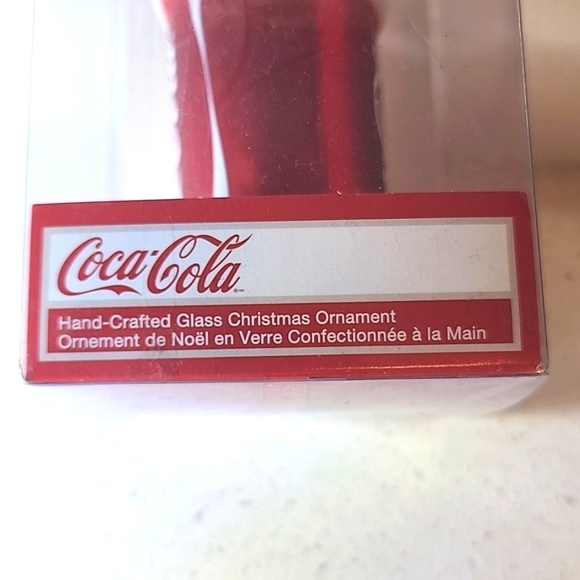 Coca-Cola
Hand-Crafted Glass Christmas Ornament
Ornement de Noël en Verre Confectionnée à la Main